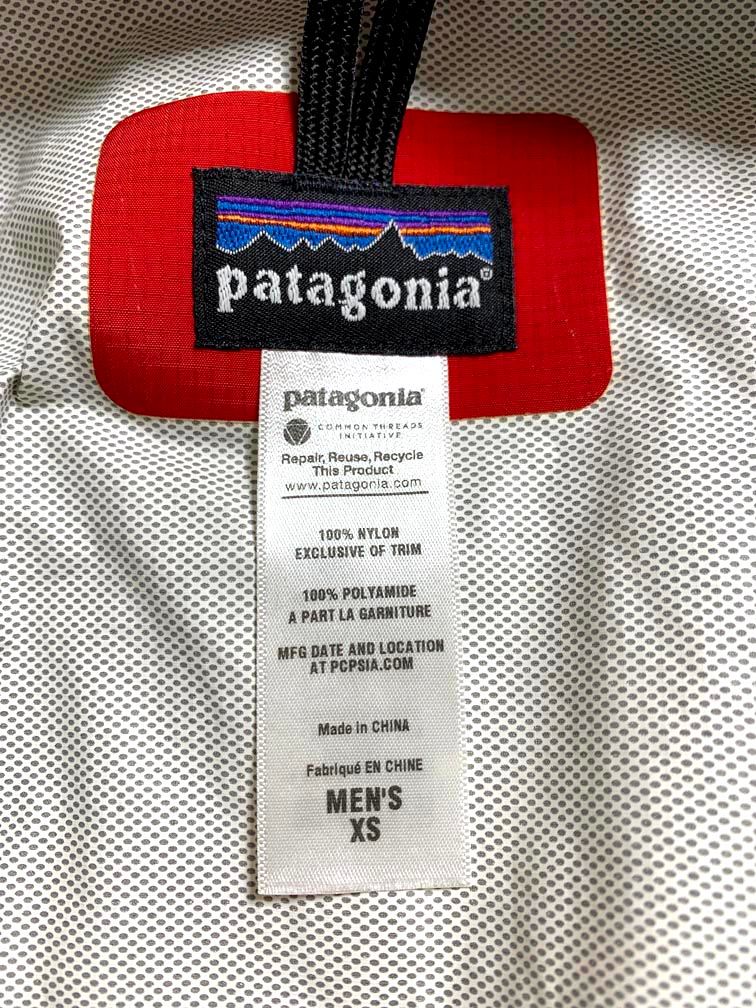 patagonia®
patagonia®
COMMON THREADS
INITIATIVE
Repair, Reuse, Recycle
This Product
www.patagonia.com
100% NYLON
EXCLUSIVE OF TRIM
100% POLYAMIDE
A PART LA GARNITURE
MFG DATE AND LOCATION
AT PCPSIA.COM
Made in CHINA
Fabriqué EN CHINE
MEN'S
XS